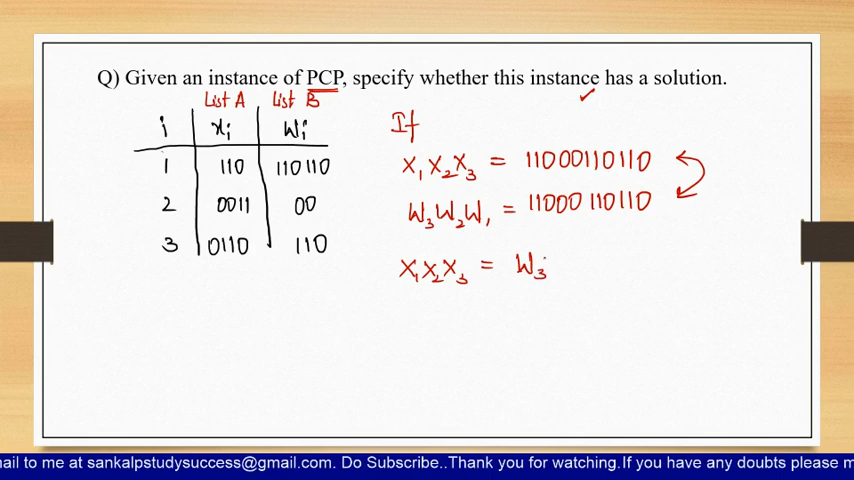 Q) Given an instance of PCP, specify whether this instance has a solution.
List A List B
i xi wi
1 110 110110
2 0011 00
3 0110 110
If
X1X2X3 = 11000110110
W3W2W1 = 11000110110
X1X2X3 = W3
ail to me at sankalpstudysuccess@gmail.com. Do Subscribe..Thank you for watching.If you have any doubts please m